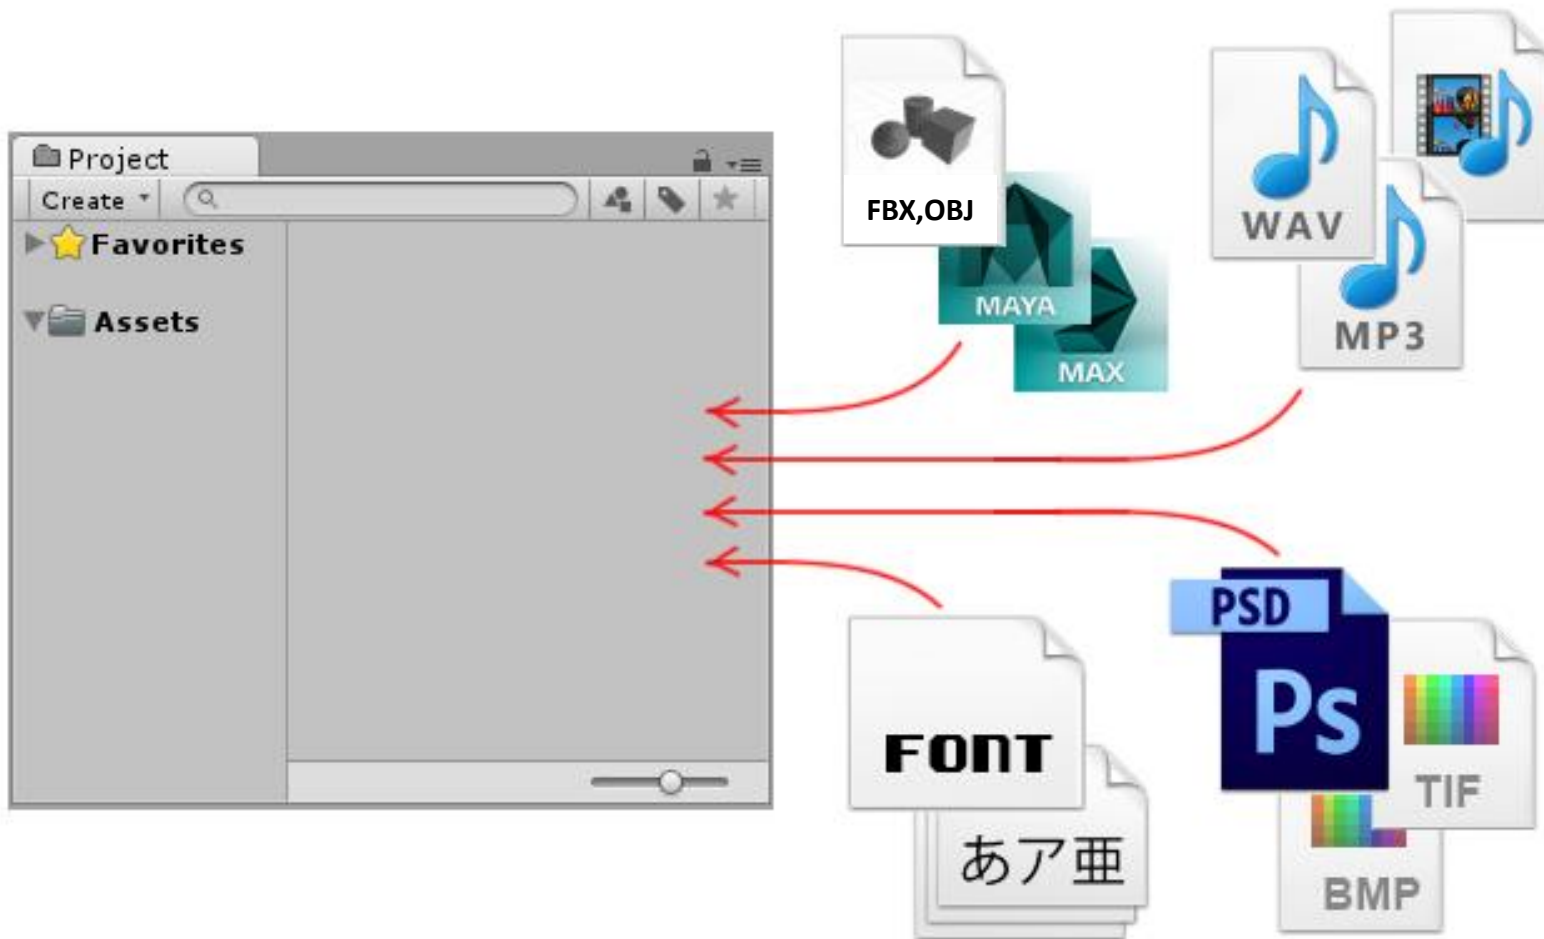 Project
Create
Favorites
Assets
FBX,OBJ
MAYA
MAX
WAV
MP3
FONT
あア亜
PSD
Ps
TIF
BMP